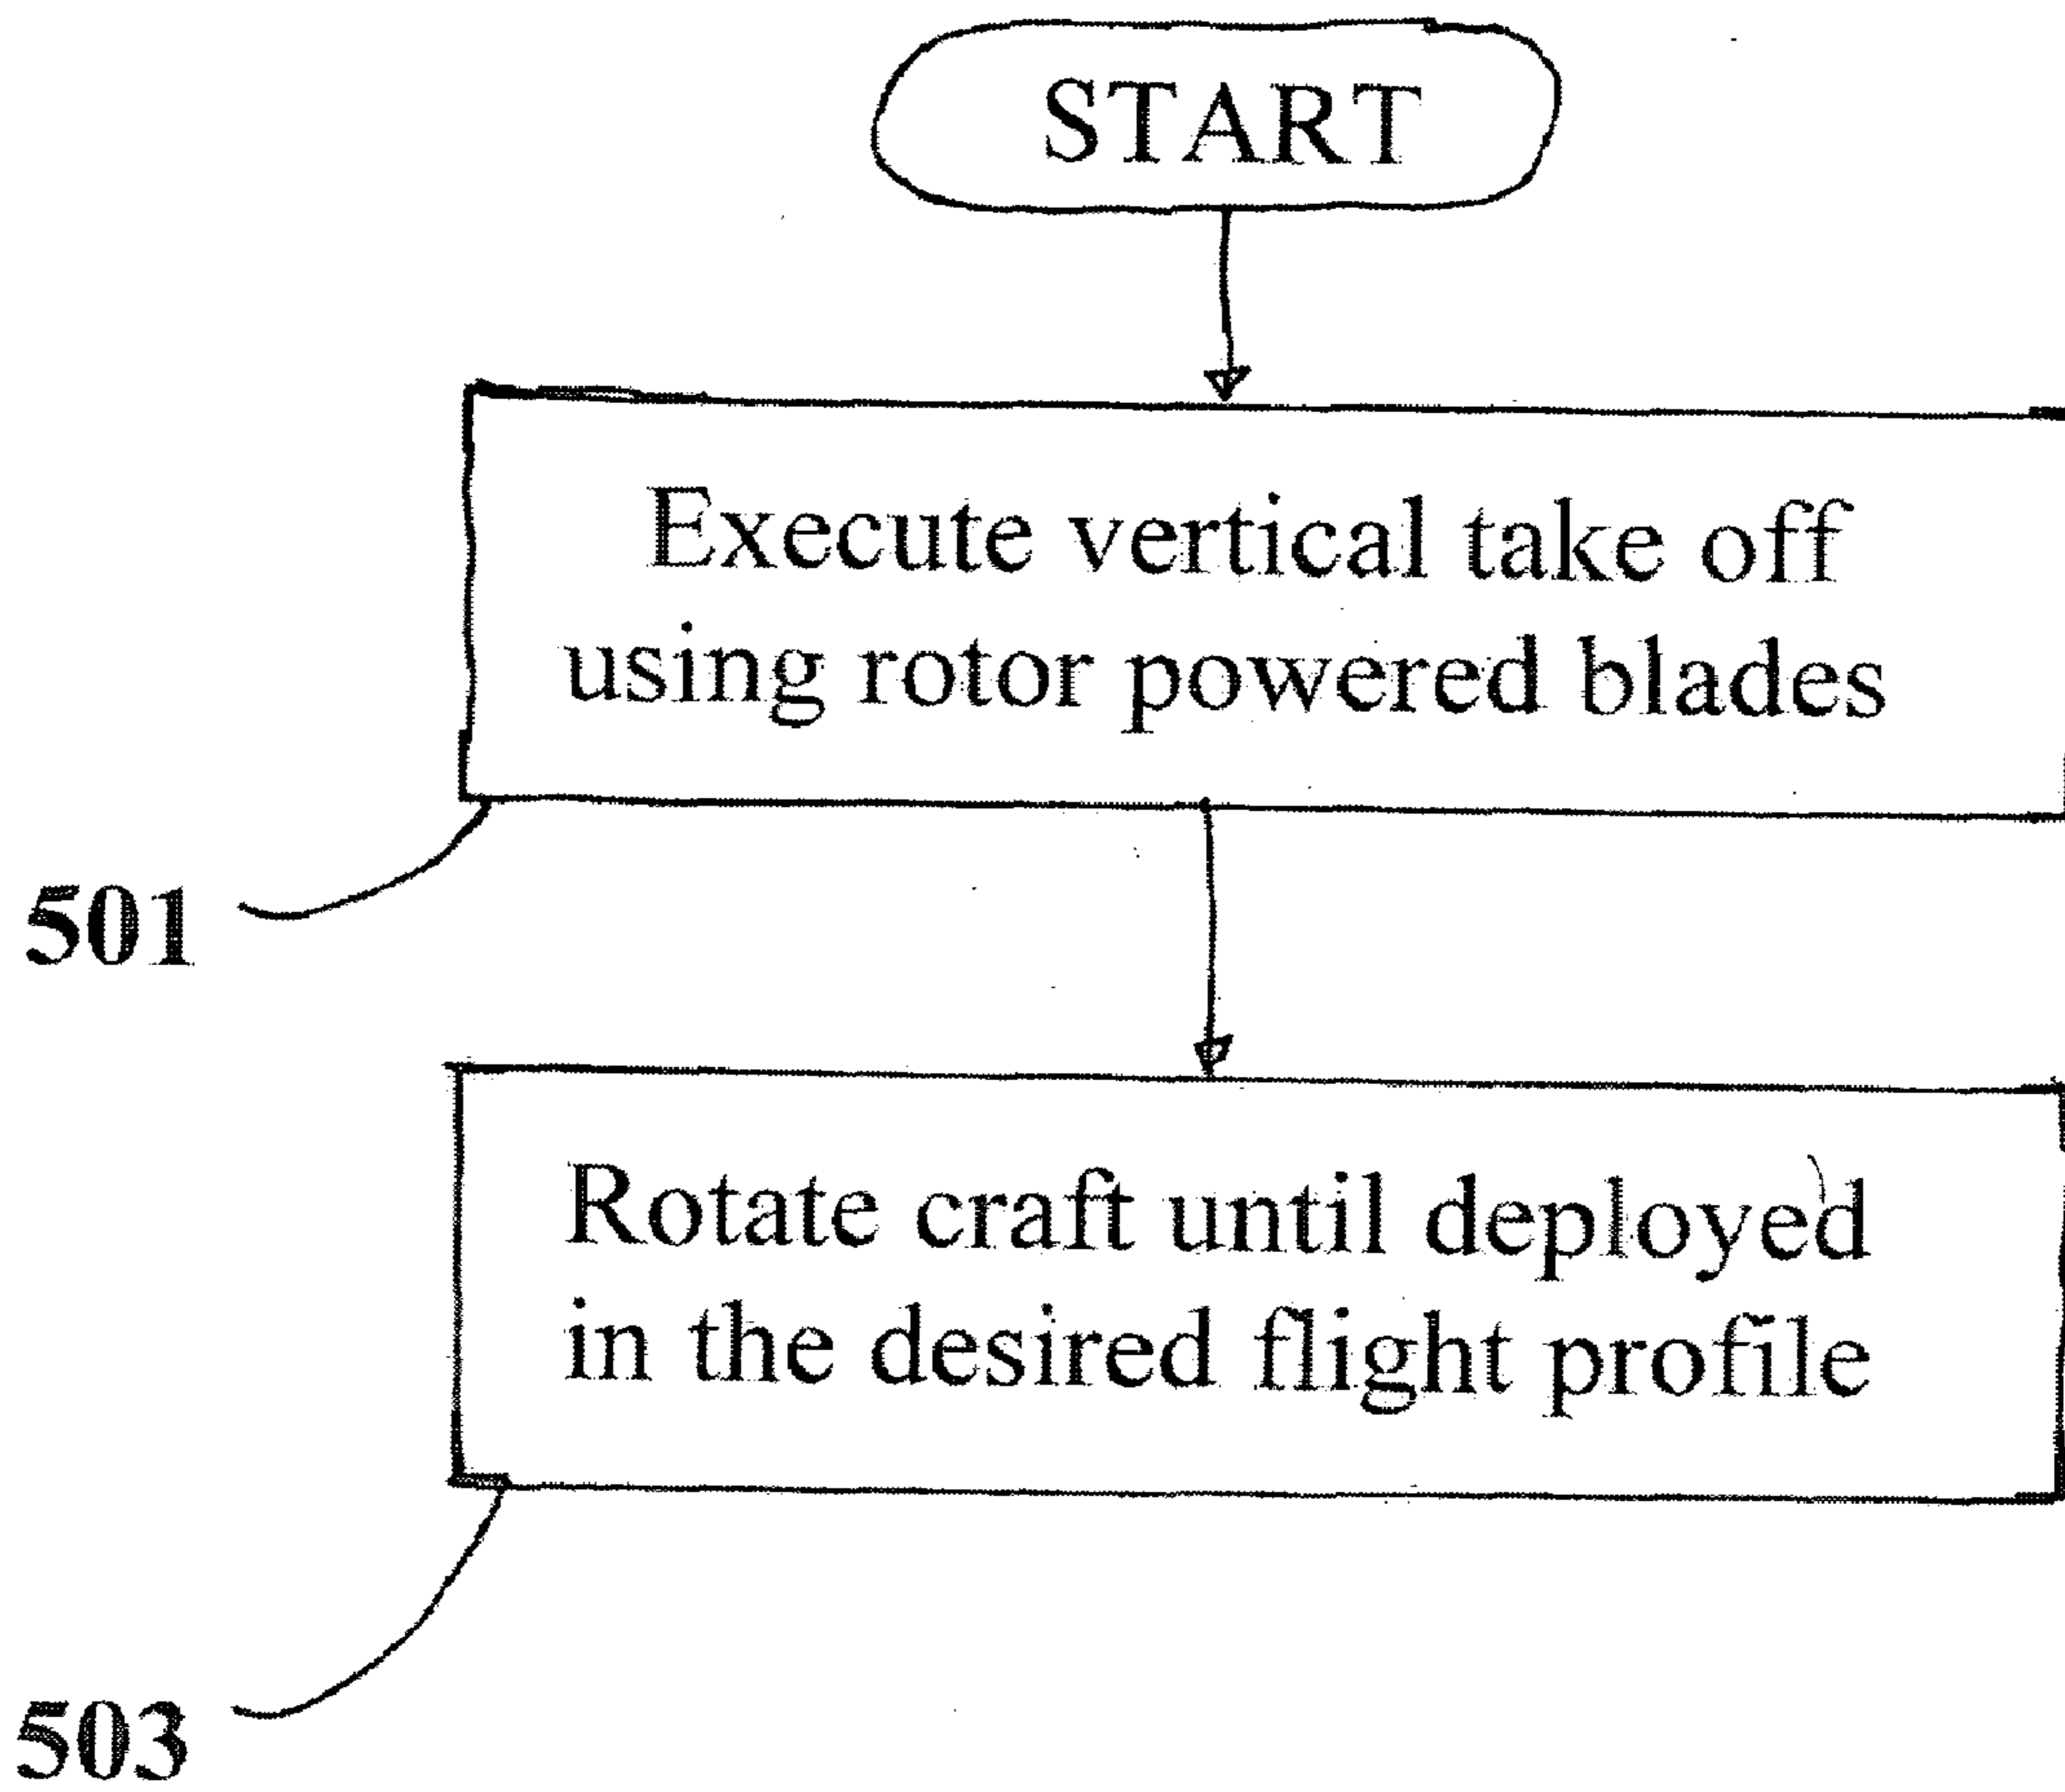 START
Execute vertical take off
using rotor powered blades
501
Rotate craft until deployed
in the desired flight profile
503